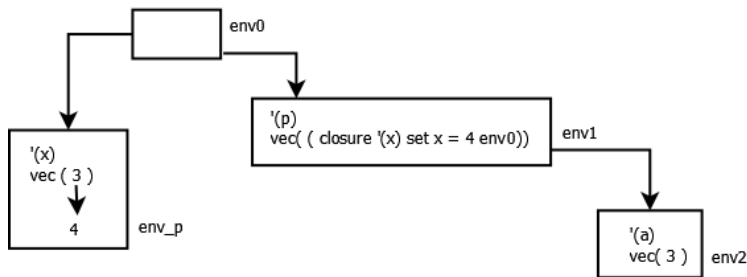 env0
'(p)
vec( ( closure '(x) set x = 4 env0))
env1
'(x)
vec ( 3 )
4
env_p
'(a)
vec( 3 )
env2